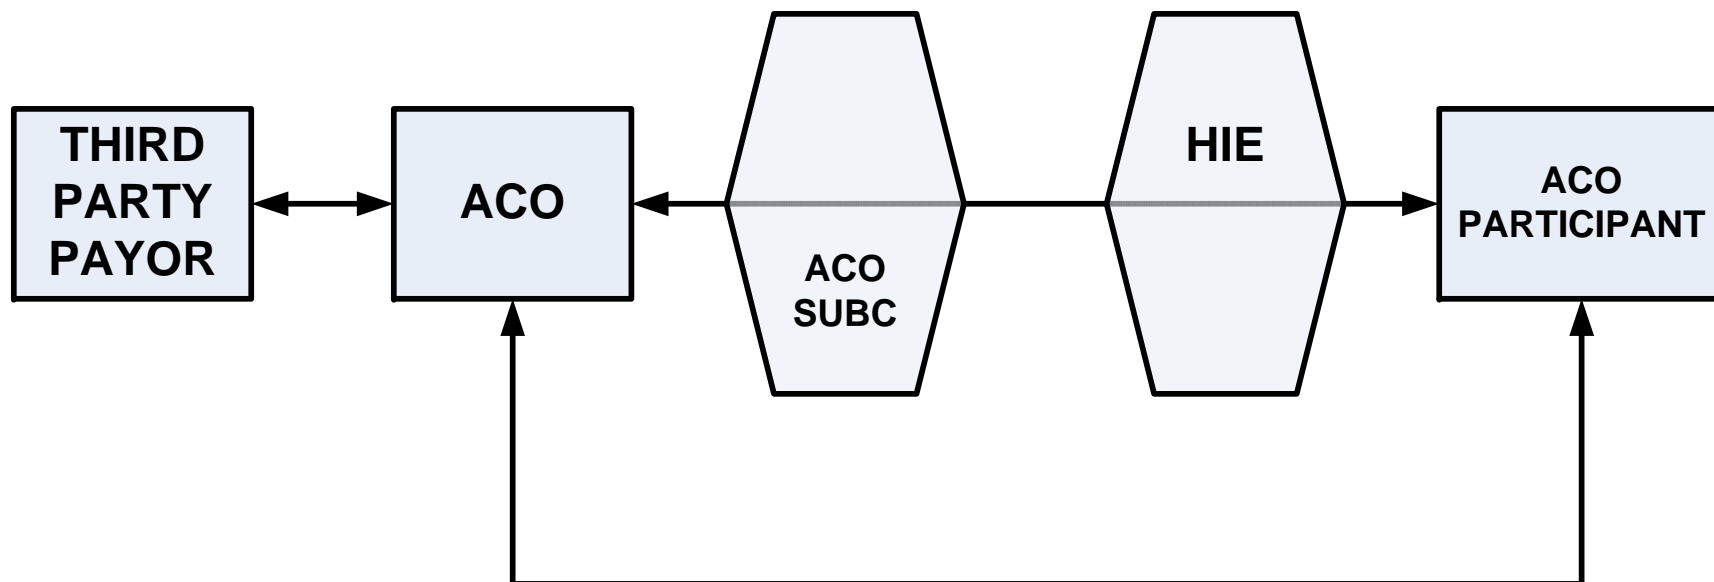 THIRD
PARTY
PAYOR
ACO
ACO
SUBC
HIE
ACO
PARTICIPANT